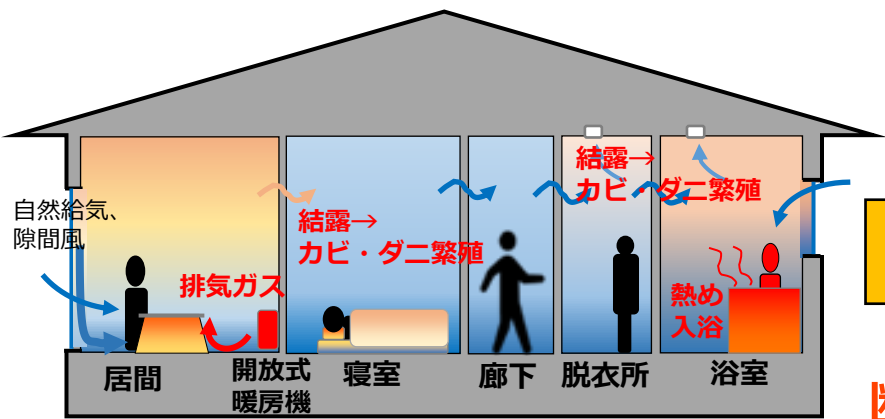 結露→
カビ・ダニ繁殖
自然給気、
隙間風
結露→
カビ・ダニ繁殖
排気ガス
熱め
入浴
居間
開放式
暖房機
寝室
廊下
脱衣所
浴室